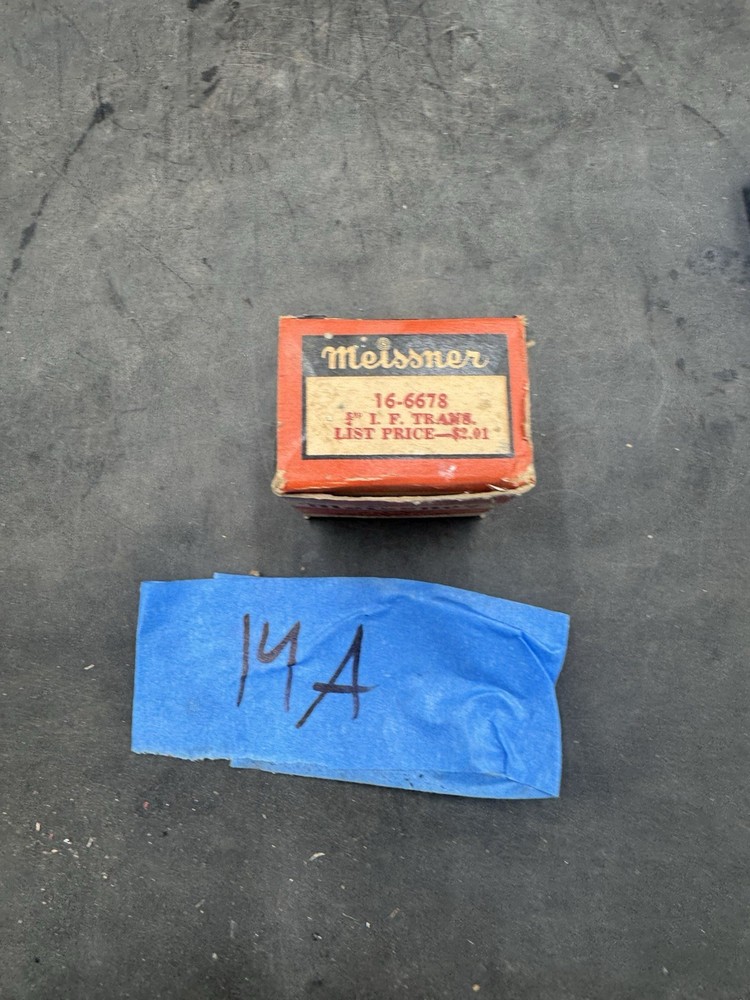 Meissner
16-6678
I. F. TRANS.
LIST PRICE—$2.01
14A